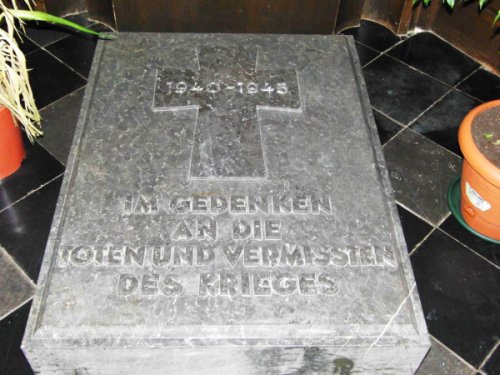 1940-1945
IM GEDENKEN
AN DIE
TOTEN UND VERMISSTEN
DES KRIEGES